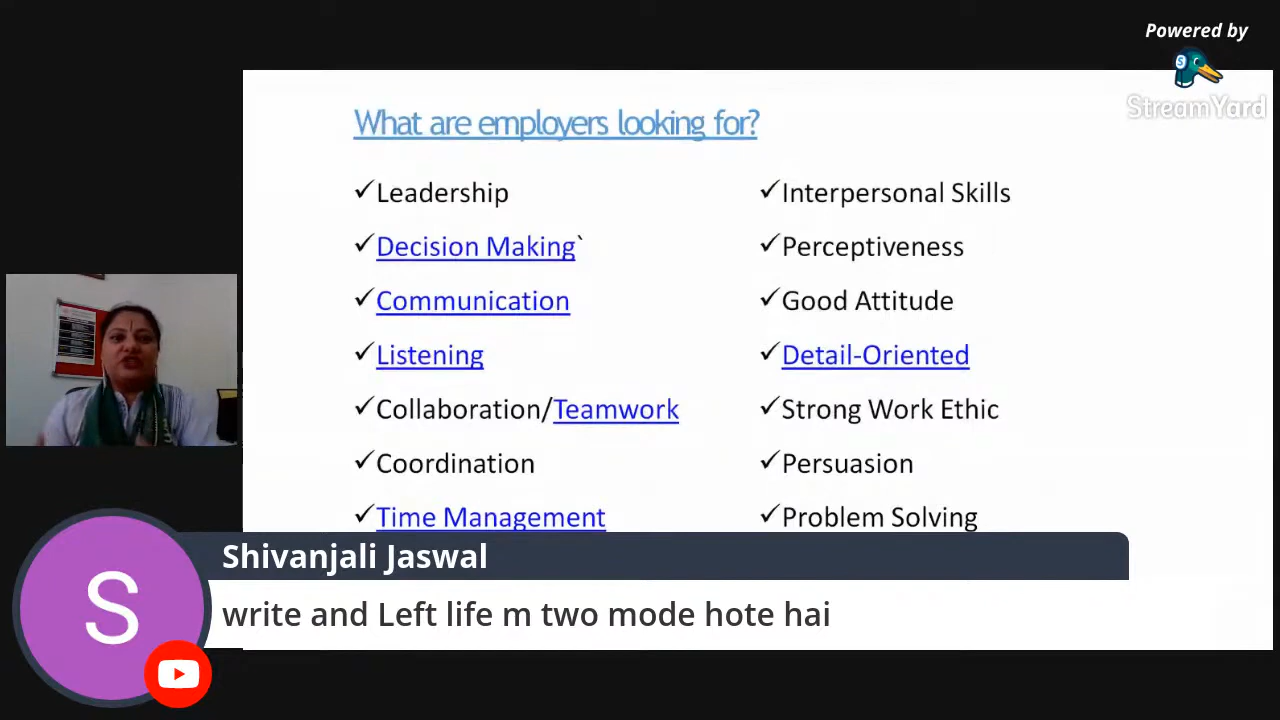 Powered by
StreamYard
What are employers looking for?
✓Leadership
✓Decision Making`
✓Communication
✓Listening
✓Collaboration/Teamwork
✓Coordination
✓Time Management
✓Interpersonal Skills
✓Perceptiveness
✓Good Attitude
✓Detail-Oriented
✓Strong Work Ethic
✓Persuasion
✓Problem Solving
S
Shivanjali Jaswal
write and Left life m two mode hote hai